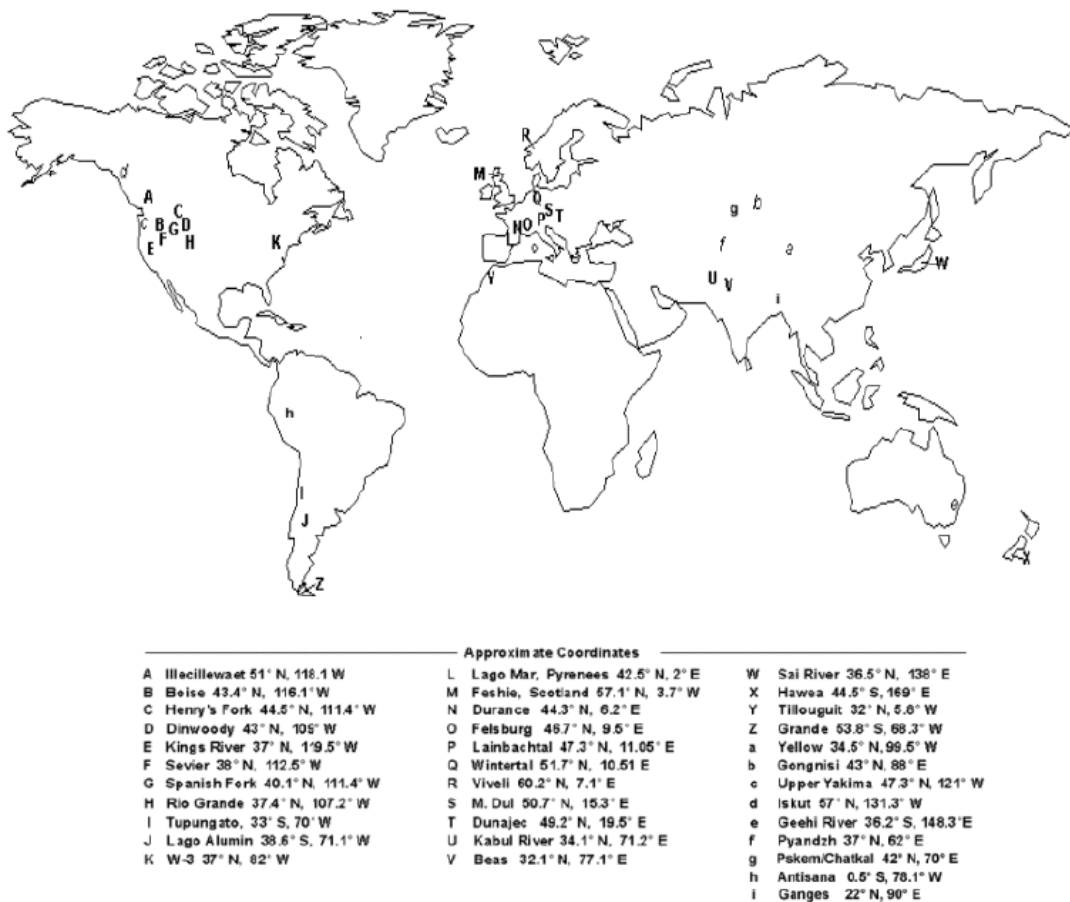 R
M
d
Q
A
S T
g b
C
c B G D
F H
E
K
N O P
f a
W
U V
Y
i
h
I
e
J
X
Z
Approximate Coordinates
A Illecillewaet 51° N, 118.1 W
B Boise 43.4° N, 116.1° W
C Henry's Fork 44.5° N, 111.4° W
D Dinwoody 43° N, 109° W
E Kings River 37° N, 119.5° W
F Sevier 38° N, 112.5° W
G Spanish Fork 40.1° N, 111.4° W
H Rio Grande 37.4° N, 107.2° W
I Tupungato, 33° S, 70° W
J Lago Alumin 38.6° S, 71.1° W
K W-3 37° N, 82° W
L Lago Mar, Pyrenees 42.5° N, 2° E
M Feshie, Scotland 57.1° N, 3.7° W
N Durance 44.3° N, 6.2° E
O Felsburg 46.7° N, 9.5° E
P Lainbachtal 47.3° N, 11.05° E
Q Wintertal 51.7° N, 10.51 E
R Viveli 60.2° N, 7.1° E
S M. Dul 50.7° N, 15.3° E
T Dunajec 49.2° N, 19.5° E
U Kabul River 34.1° N, 71.2° E
V Beas 32.1° N, 77.1° E
W Sai River 36.5° N, 138° E
X Hawea 44.5° S, 169° E
Y Tillouguit 32° N, 5.6° W
Z Grande 53.8° S, 68.3° W
a Yellow 34.5° N, 99.5° W
b Gongnisi 43° N, 88° E
c Upper Yakima 47.3° N, 121° W
d Iskut 57° N, 131.3° W
e Geehi River 36.2° S, 148.3°E
f Pyandzh 37° N, 62° E
g Pskem/Chatkal 42° N, 70° E
h Antisana 0.5° S, 78.1° W
i Ganges 22° N, 90° E